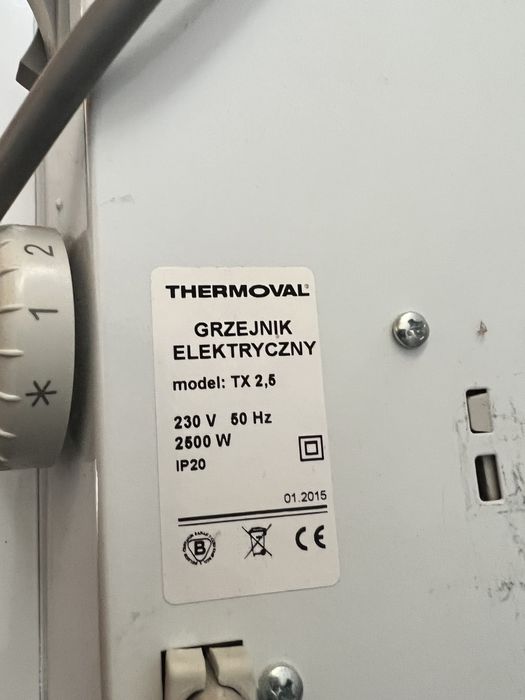 2
1
*
THERMOVAL®
GRZEJNIK
ELEKTRYCZNY
model: TX 2,5
230 V 50 Hz
2500 W
IP20
01.2015
B
CE